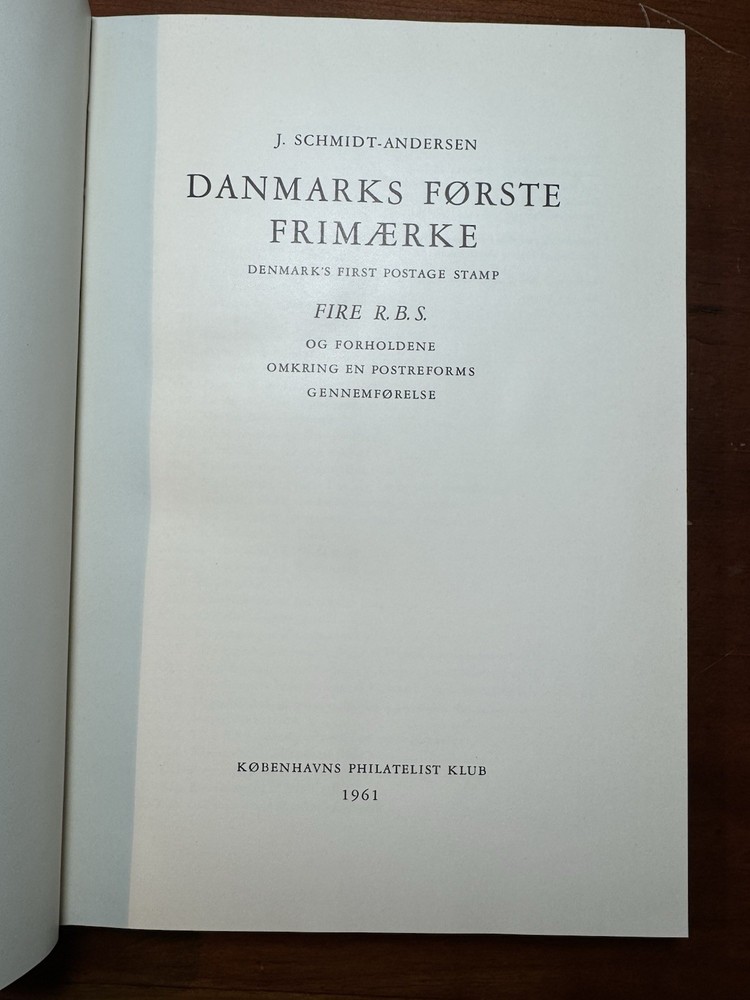 J. SCHMIDT-ANDERSEN
DANMARKS FØRSTE
FRIMÆRKE
DENMARK'S FIRST POSTAGE STAMP
FIRE R. B. S.
OG FORHOLDENE
OMKRING EN POSTREFORMS
GENNEMFØRELSE
KØBENHAVNS PHILATELIST KLUB
1961